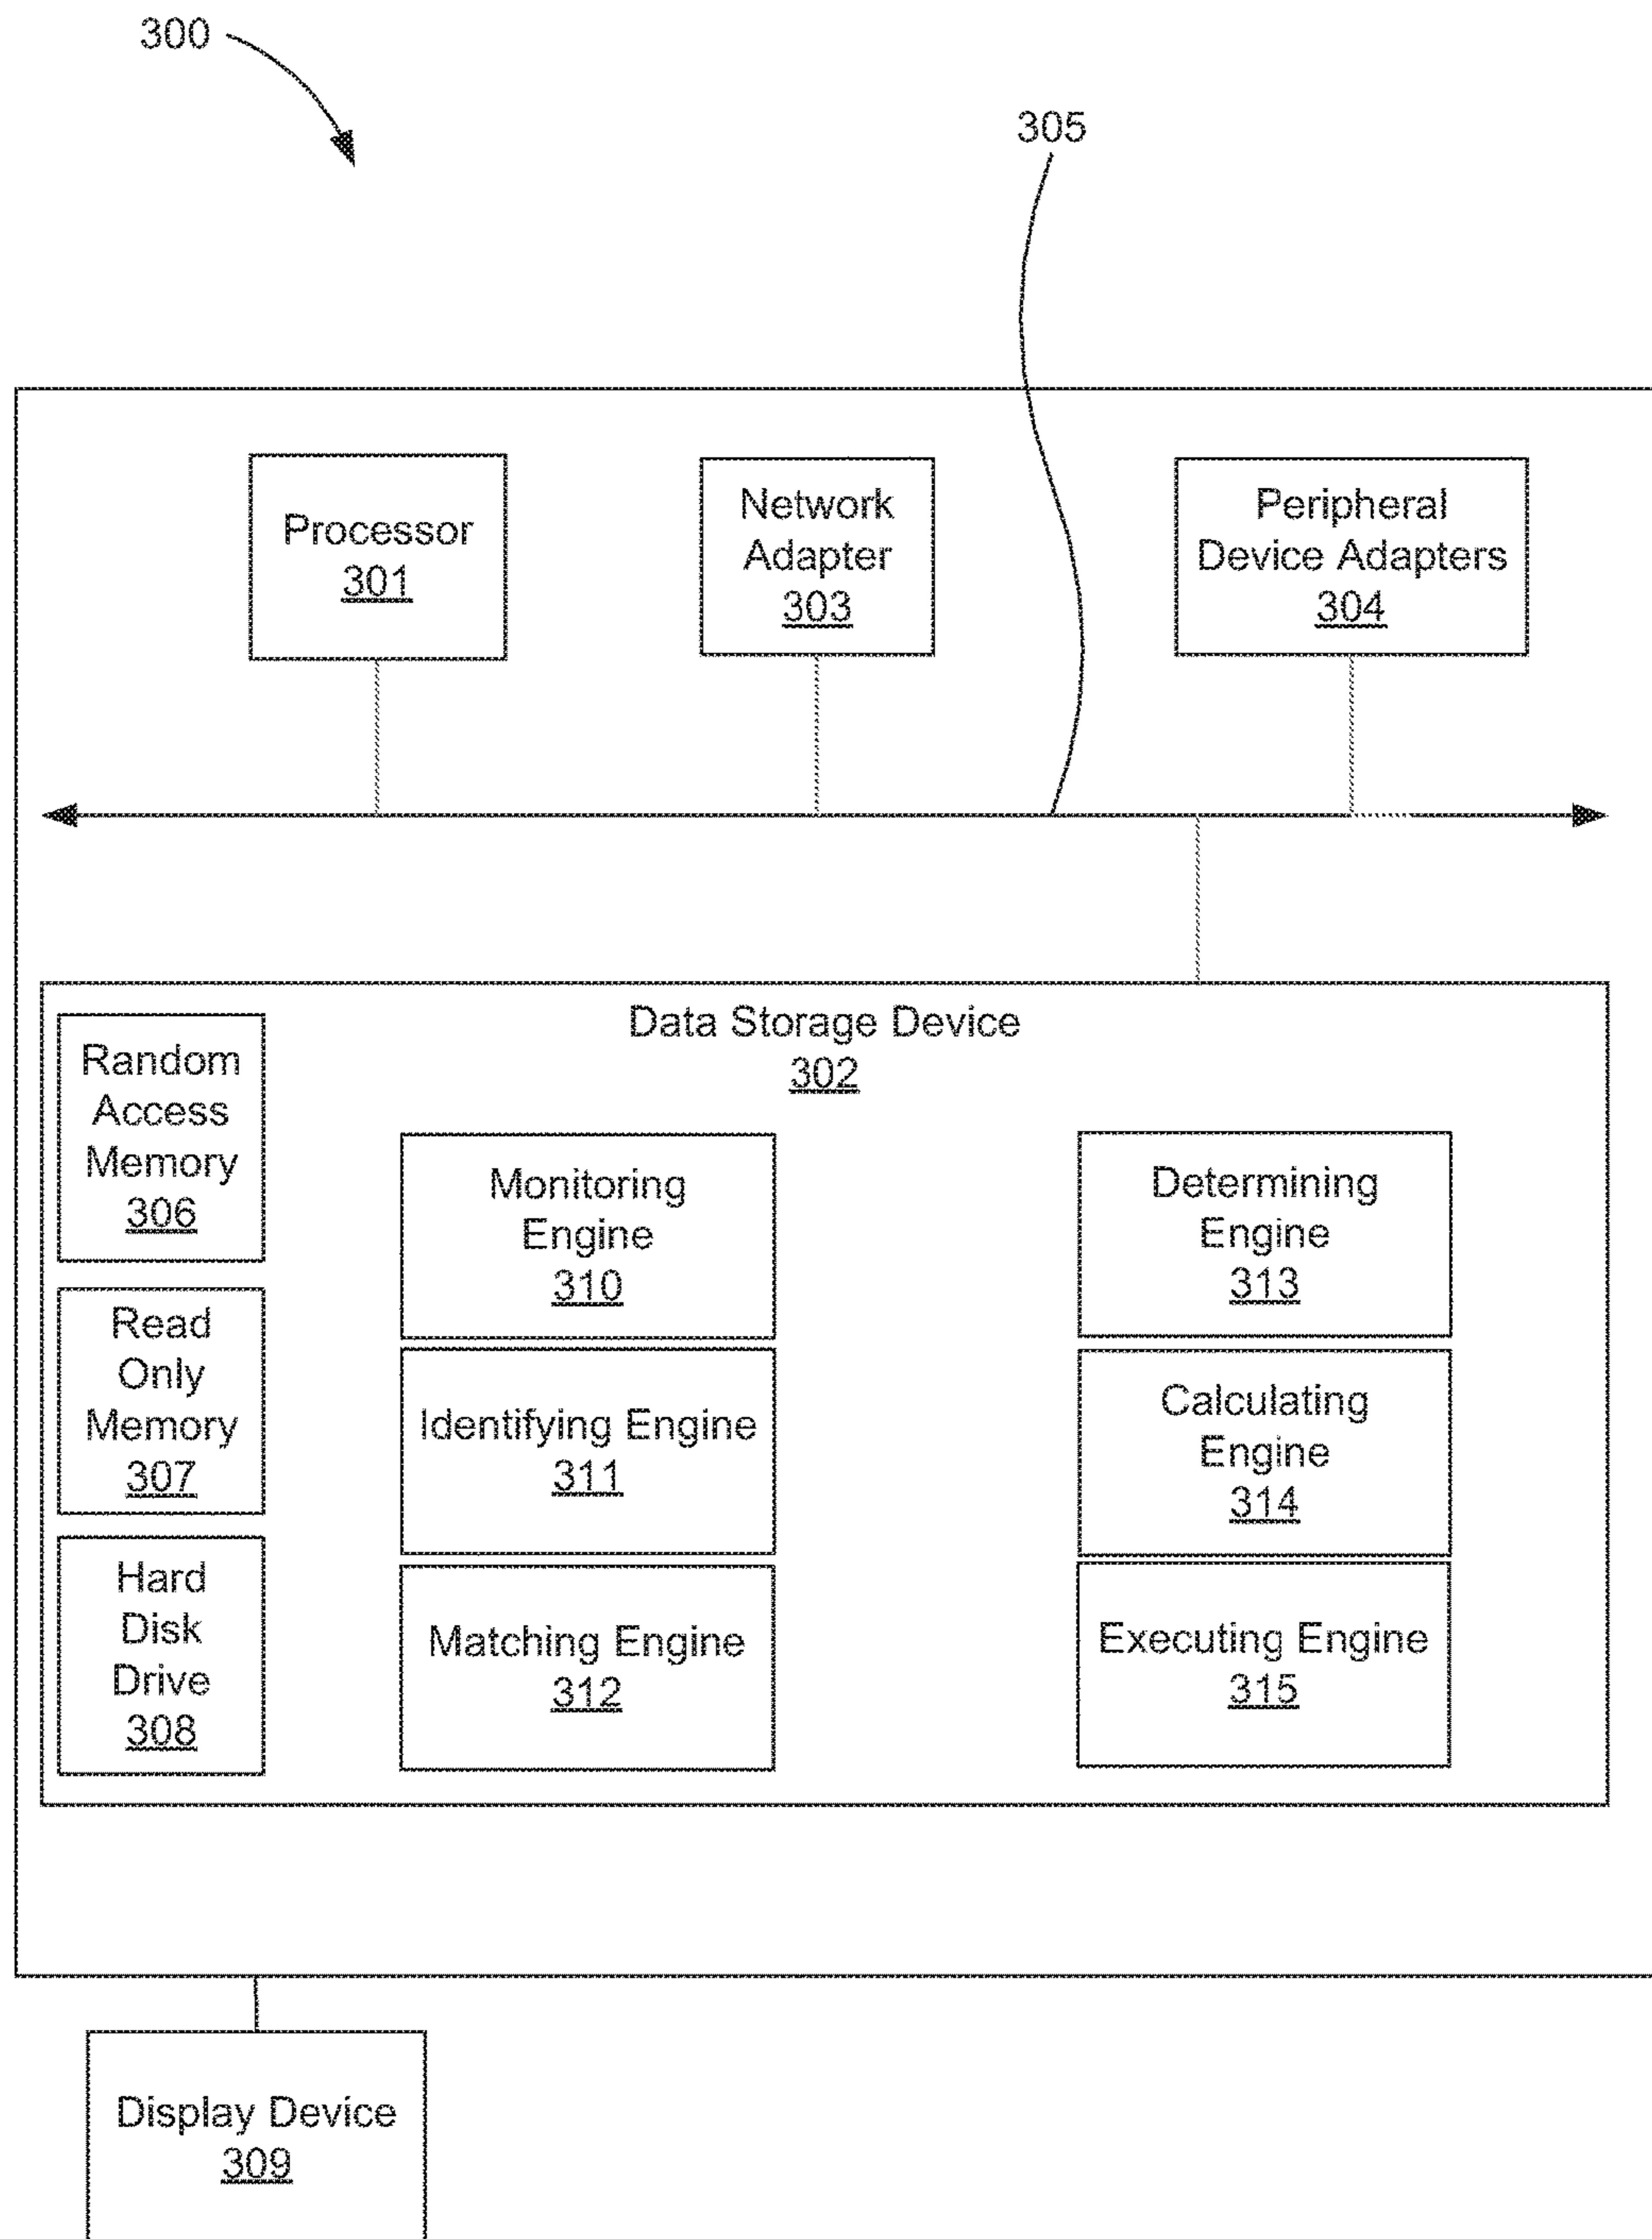 300
305
Processor
301
Network
Adapter
303
Peripheral
Device Adapters
304
Data Storage Device
302
Random
Access
Memory
306
Read
Only
Memory
307
Hard
Disk
Drive
308
Monitoring
Engine
310
Identifying Engine
311
Matching Engine
312
Determining
Engine
313
Calculating
Engine
314
Executing Engine
315
Display Device
309